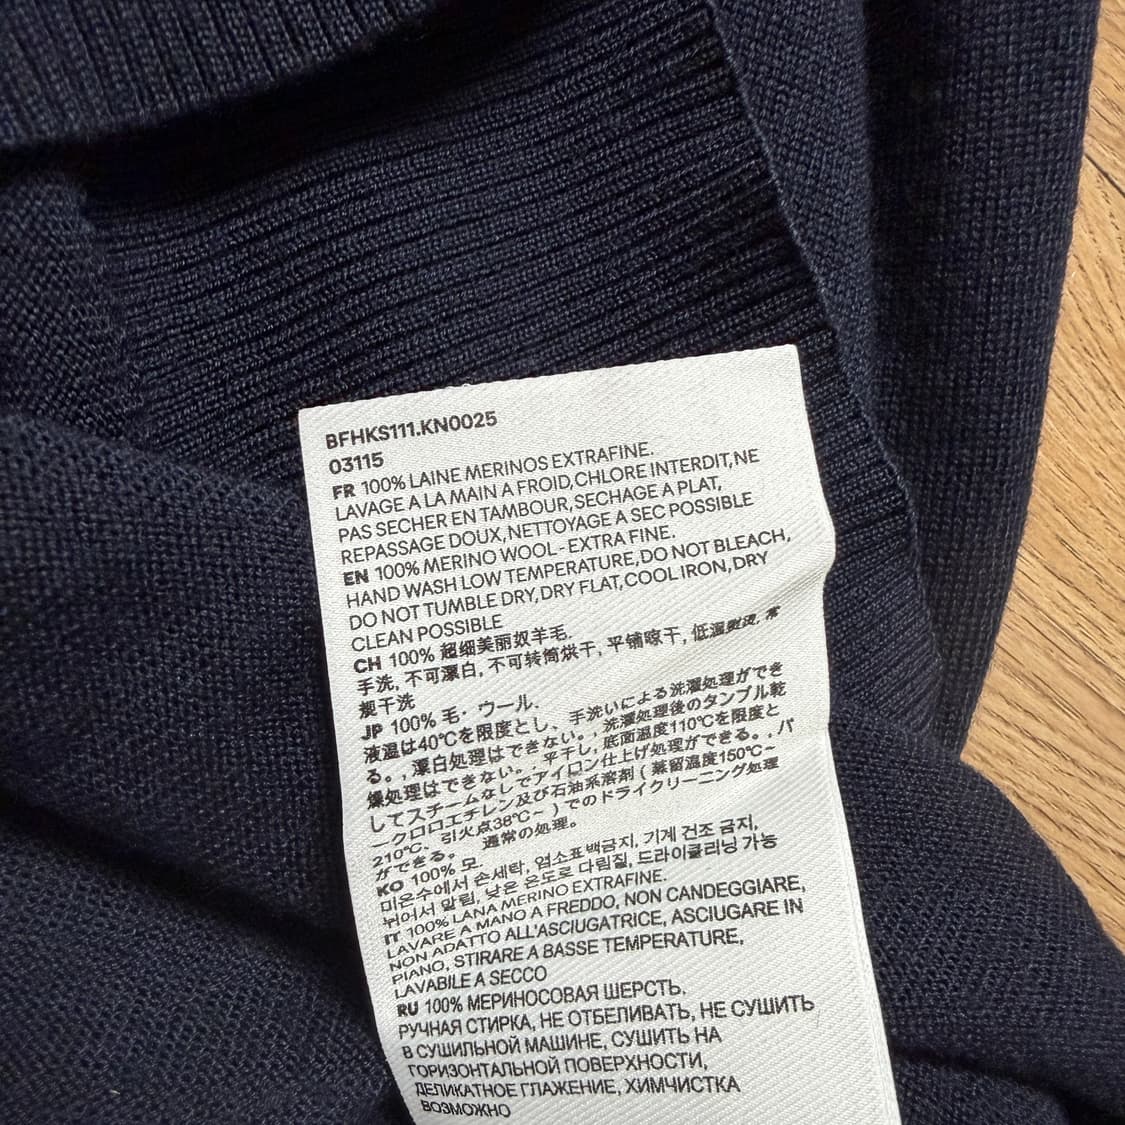 BFHKS111.KN0025
03115
FR 100% LAINE MERINOS EXTRAFINE.
LAVAGE A LA MAIN A FROID,CHLORE INTERDIT,NE
PAS SECHER EN TAMBOUR,SECHAGE A PLAT,
REPASSAGE DOUX,NETTOYAGE A SEC POSSIBLE
EN 100% MERINO WOOL - EXTRA FINE.
HAND WASH LOW TEMPERATURE,DO NOT BLEACH,
DO NOT TUMBLE DRY,DRY FLAT,COOL IRON,DRY
CLEAN POSSIBLE
CH 100% 超细美丽奴羊毛.
手洗, 不可漂白, 不可转筒烘干, 平铺晾干, 低温熨烫, 常
规干洗
JP 100% 毛・ウール.
液温は40℃を限度とし、手洗いによる洗濯処理ができ
る。, 漂白処理はできない。, 洗濯処理後のタンブル乾
燥処理はできない。, 平干し, 底面温度110℃を限度と
してスチームなしでアイロン仕上げ処理ができる。, パ
ークロロエチレン及び石油系溶剤(蒸留温度150℃~
210℃、引火点38℃~)でのドライクリーニング処理
ができる。 通常の処理。
KO 100% 모.
미온수에서 손세탁, 염소표백금지, 기계 건조 금지,
뉘어서 말림, 낮은 온도로 다림질, 드라이클리닝 가능
IT 100% LANA MERINO EXTRAFINE.
LAVARE A MANO A FREDDO, NON CANDEGGIARE,
NON ADATTO ALL'ASCIUGATRICE, ASCIUGARE IN
PIANO, STIRARE A BASSE TEMPERATURE,
LAVABILE A SECCO
RU 100% МЕРИНОСОВАЯ ШЕРСТЬ.
РУЧНАЯ СТИРКА, НЕ ОТБЕЛИВАТЬ, НЕ СУШИТЬ
В СУШИЛЬНОЙ МАШИНЕ, СУШИТЬ НА
ГОРИЗОНТАЛЬНОЙ ПОВЕРХНОСТИ,
ДЕЛИКАТНОЕ ГЛАЖЕНИЕ, ХИМЧИСТКА
ВОЗМОЖНО